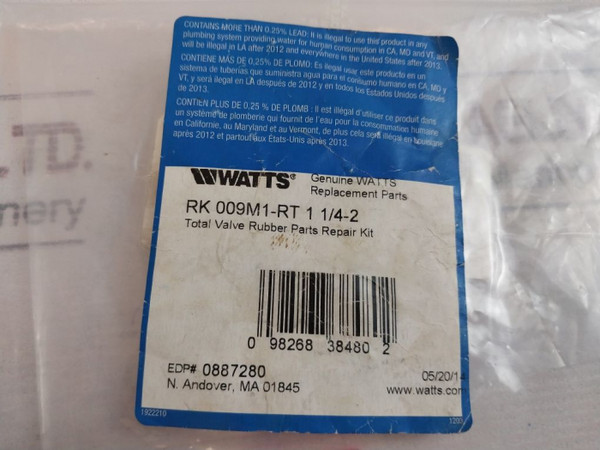 CONTAINS MORE THAN 0.25% LEAD: It is illegal to use this product in any
plumbing system providing water for human consumption in CA, MD and VT, and
will be illegal in LA after 2012 and everywhere in the United States after 2013.
CONTIENE MÁS DE 0,25% DE PLOMO: Es ilegal usar este producto en un
sistema de tuberías que suministra agua para el consumo humano en CA, MD y
VT, y será ilegal en LA después de 2012 y en todos los Estados Unidos después
de 2013.
CONTIEN PLUS DE 0,25 % DE PLOMB : Il est illégal d'utiliser ce produit dans
un système de plomberie qui fournit de l'eau pour la consommation humaine
en Californie, au Maryland et au Vermont, de plus cela sera illégal en
après 2012 et partout aux États-Unis après 2013.
LTD.
nery
WATTS® Genuine WATTS
Replacement Parts
RK 009M1-RT 1 1/4-2
Total Valve Rubber Parts Repair Kit
0 98268 38480 2
EDP# 0887280
N. Andover, MA 01845
05/20/14
www.watts.com
1922210